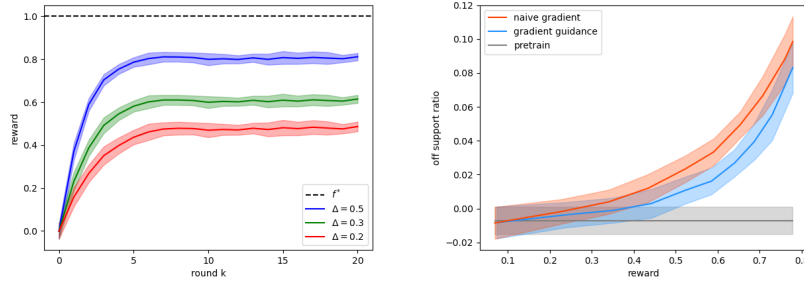 1.0
0.8
0.6
0.4
0.2
0.0
reward
0
5
10
15
20
round k
f*
Δ = 0.5
Δ = 0.3
Δ = 0.2
0.12
0.10
0.08
0.06
0.04
0.02
0.00
−0.02
off support ratio
naive gradient
gradient guidance
pretrain
0.1
0.2
0.3
0.4
0.5
0.6
0.7
0.8
reward